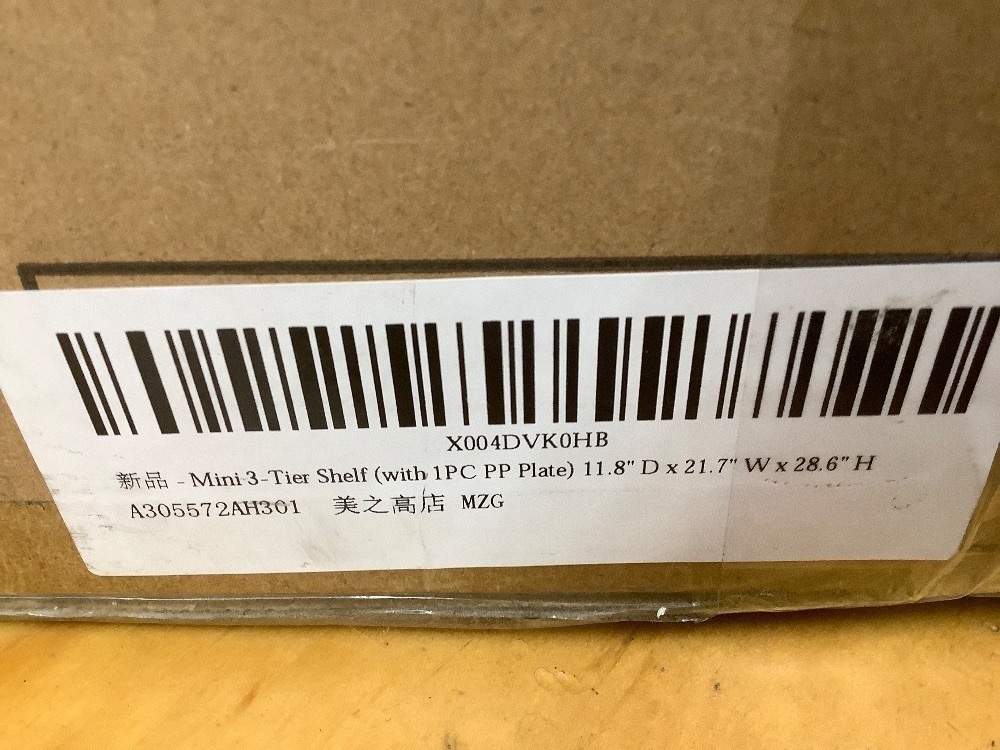 X004DVK0HB
新品 - Mini 3-Tier Shelf (with 1PC PP Plate) 11.8" D x 21.7" W x 28.6" H
A305572AH301 美之高店 MZG